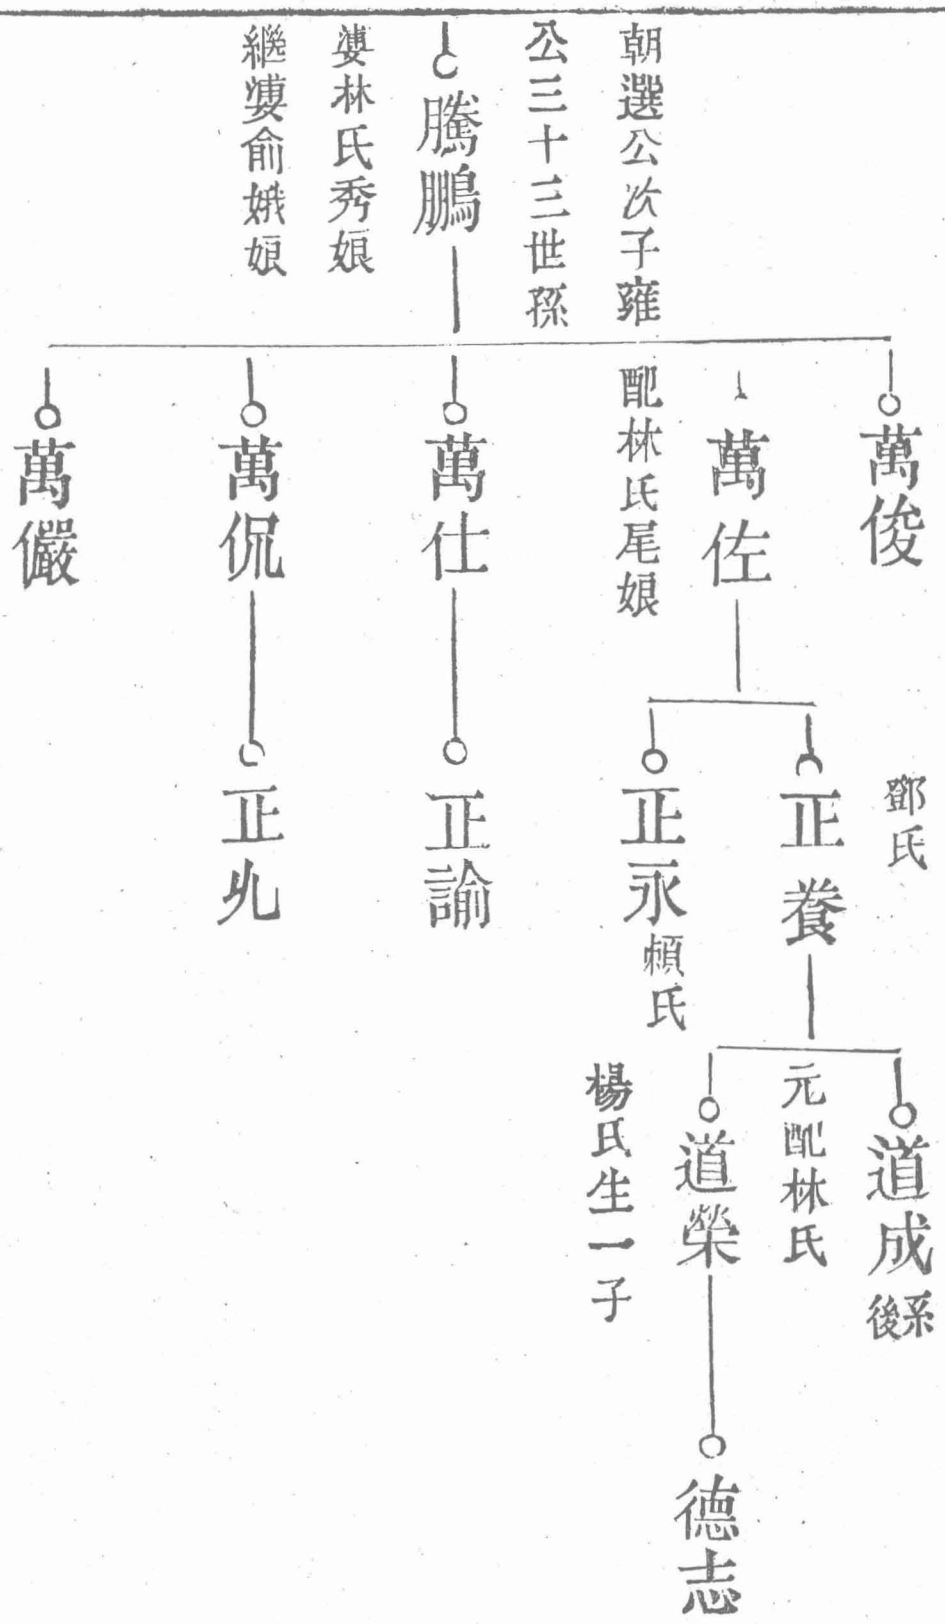 朝選公次子雍
公三十三世孫
騰鵬
娶林氏秀娘
繼娶俞娥娘
萬俊
萬佐
配林氏尾娘
萬仕
萬侃
萬儼
鄧氏
正養
正永
賴氏
正諭
正
道成
系後
元配林氏
道榮
楊氏生一子
德志